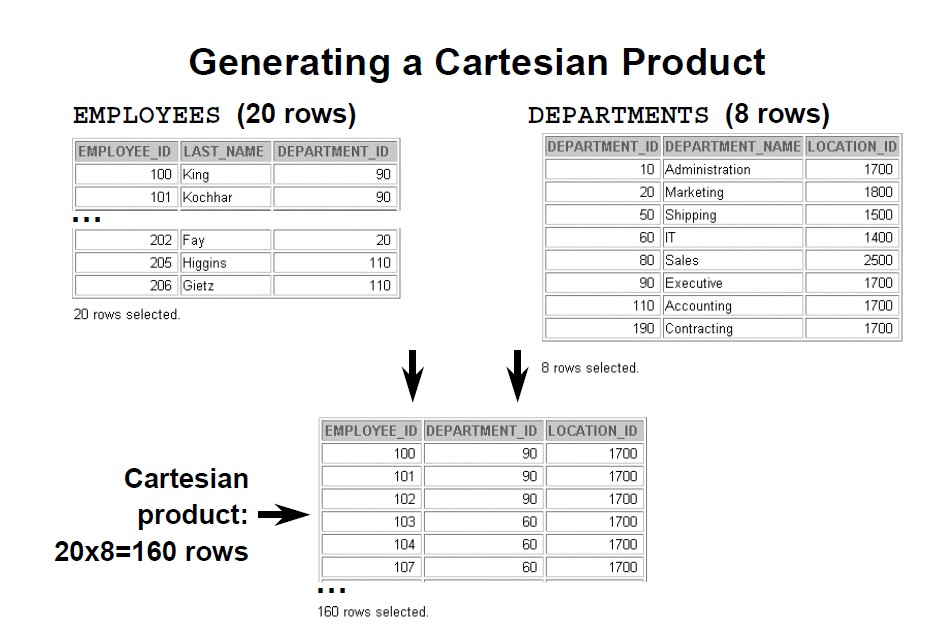 Generating a Cartesian Product
EMPLOYEES (20 rows)
EMPLOYEE_ID LAST_NAME DEPARTMENT_ID
100 King 90
101 Kochhar 90
...
202 Fay 20
205 Higgins 110
206 Gietz 110
20 rows selected.
DEPARTMENTS (8 rows)
DEPARTMENT_ID DEPARTMENT_NAME LOCATION_ID
10 Administration 1700
20 Marketing 1800
50 Shipping 1500
60 IT 1400
80 Sales 2500
90 Executive 1700
110 Accounting 1700
190 Contracting 1700
8 rows selected.
Cartesian
product:
20x8=160 rows
EMPLOYEE_ID DEPARTMENT_ID LOCATION_ID
100 90 1700
101 90 1700
102 90 1700
103 60 1700
104 60 1700
107 60 1700
...
160 rows selected.